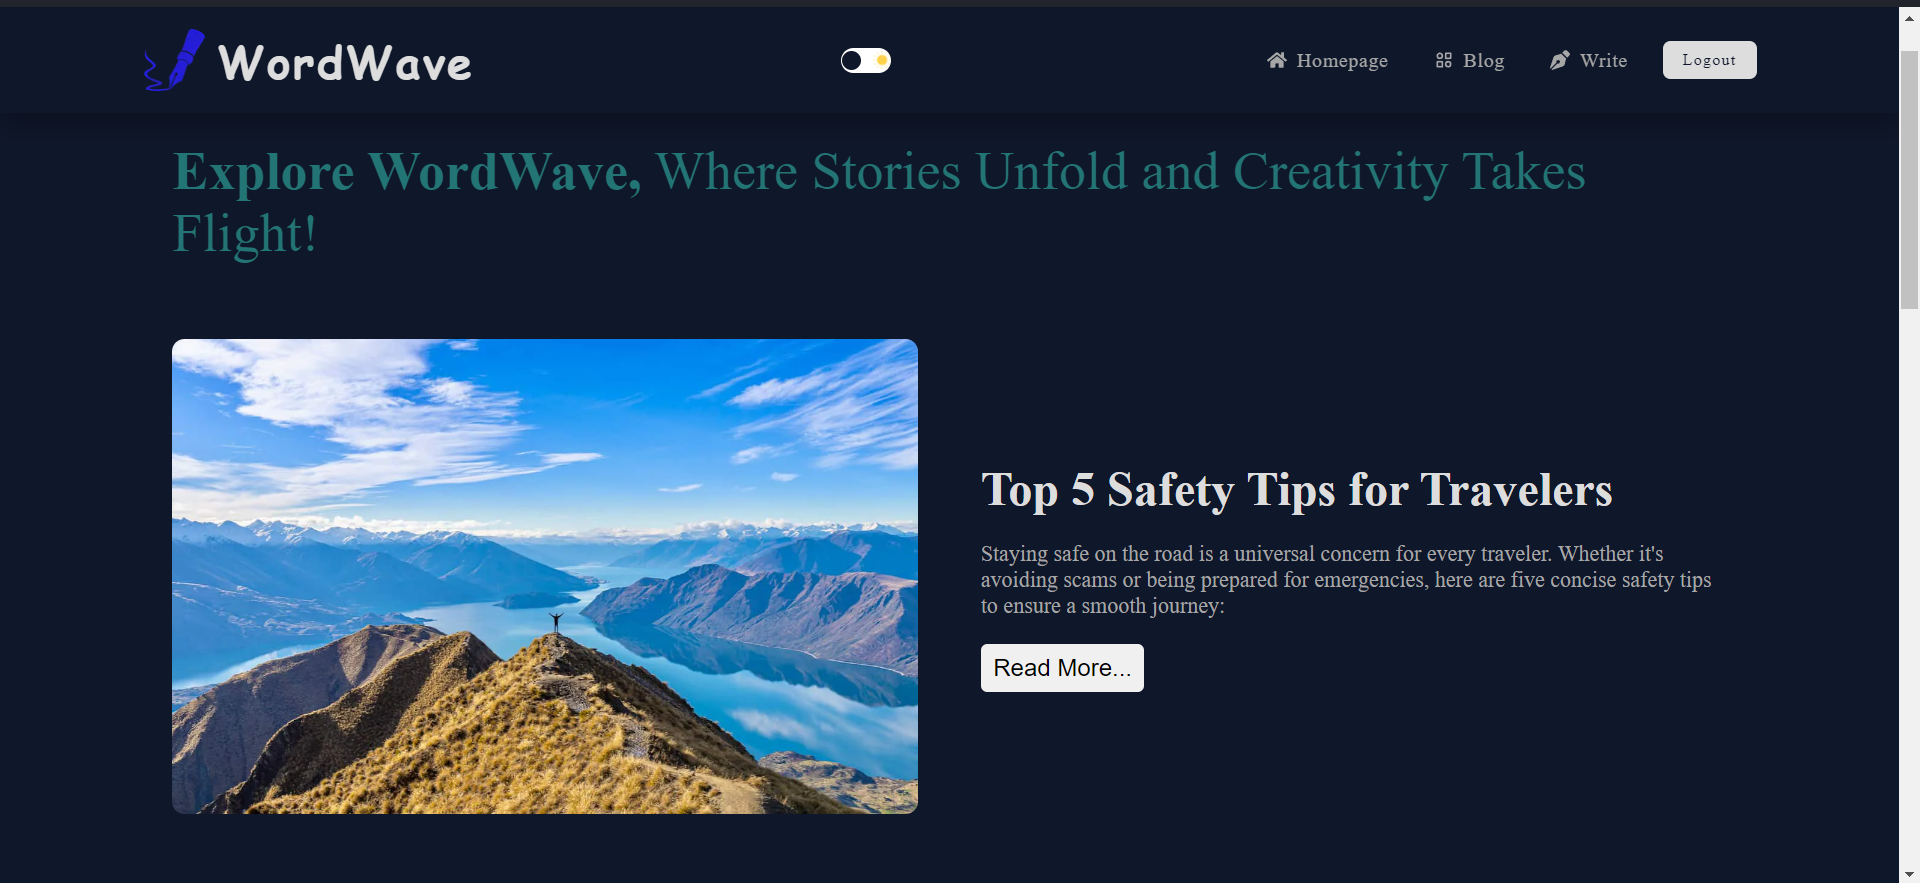 WordWave
Homepage
Blog
Write
Logout
Explore WordWave, Where Stories Unfold and Creativity Takes
Flight!
Top 5 Safety Tips for Travelers
Staying safe on the road is a universal concern for every traveler. Whether it's
avoiding scams or being prepared for emergencies, here are five concise safety tips
to ensure a smooth journey:
Read More...